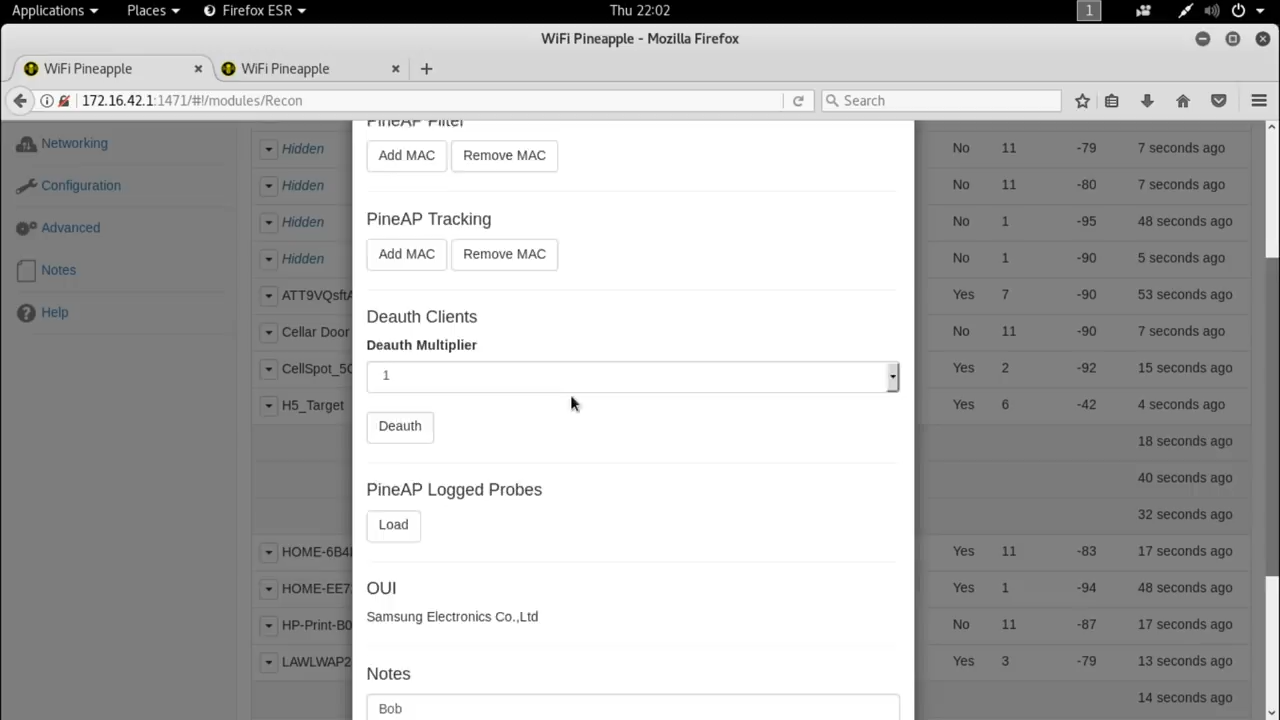 Applications Places Firefox ESR Thu 22:02 1
WiFi Pineapple - Mozilla Firefox
WiFi Pineapple WiFi Pineapple
172.16.42.1:1471/#!/modules/Recon Search
Networking
Configuration
Advanced
Notes
Help
PineAP Filter
Add MAC Remove MAC
PineAP Tracking
Add MAC Remove MAC
Deauth Clients
Deauth Multiplier
1
Deauth
PineAP Logged Probes
Load
OUI
Samsung Electronics Co.,Ltd
Notes
Bob
Hidden No 11 -79 7 seconds ago
Hidden No 11 -80 7 seconds ago
Hidden No 1 -95 48 seconds ago
Hidden No 1 -90 5 seconds ago
Yes 7 -90 53 seconds ago
Cellar Door No 11 -90 7 seconds ago
Yes 2 -92 15 seconds ago
H5_Target Yes 6 -42 4 seconds ago
18 seconds ago
40 seconds ago
32 seconds ago
Yes 11 -83 17 seconds ago
Yes 1 -94 48 seconds ago
No 11 -87 17 seconds ago
LAWLWAP2 Yes 3 -79 13 seconds ago
14 seconds ago